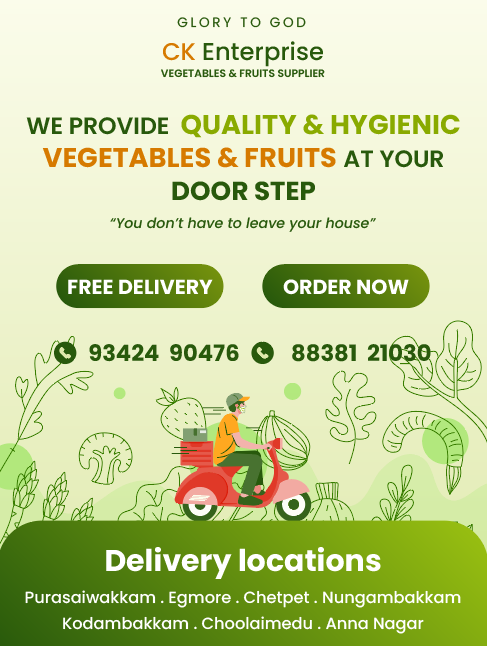 GLORY TO GOD
CK Enterprise
VEGETABLES & FRUITS SUPPLIER
WE PROVIDE QUALITY & HYGIENIC
VEGETABLES & FRUITS AT YOUR
DOOR STEP
“You don’t have to leave your house”
FREE DELIVERY ORDER NOW
93424 90476 88381 21030
Delivery locations
Purasaiwakkam . Egmore . Chetpet . Nungambakkam
Kodambakkam . Choolaimedu . Anna Nagar